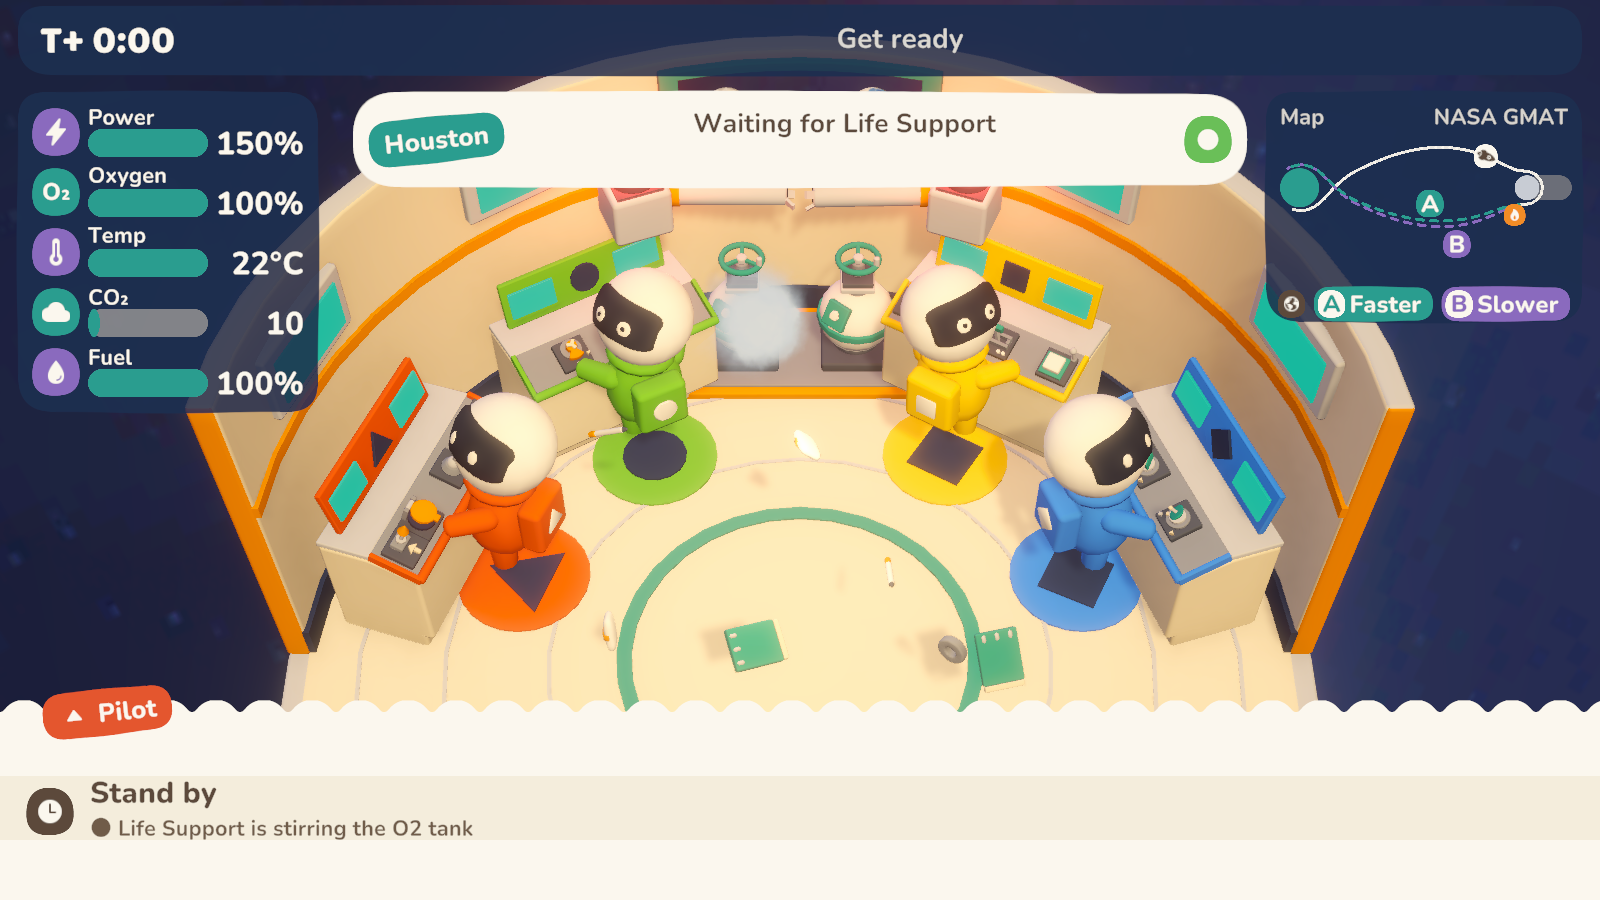 T+ 0:00
Get ready
Power
150%
Oxygen
O₂
100%
Temp
22°C
CO₂
10
Fuel
100%
Houston
Waiting for Life Support
Map
NASA GMAT
A
B
A Faster
B Slower
Pilot
Stand by
Life Support is stirring the O2 tank